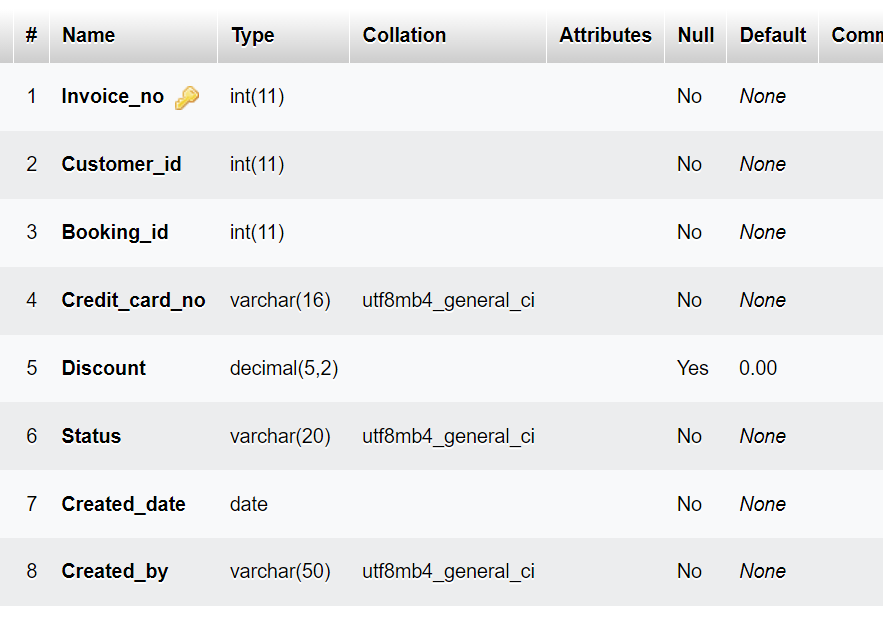 # Name Type Collation Attributes Null Default Comm
1 Invoice_no int(11) No None
2 Customer_id int(11) No None
3 Booking_id int(11) No None
4 Credit_card_no varchar(16) utf8mb4_general_ci No None
5 Discount decimal(5,2) Yes 0.00
6 Status varchar(20) utf8mb4_general_ci No None
7 Created_date date No None
8 Created_by varchar(50) utf8mb4_general_ci No None